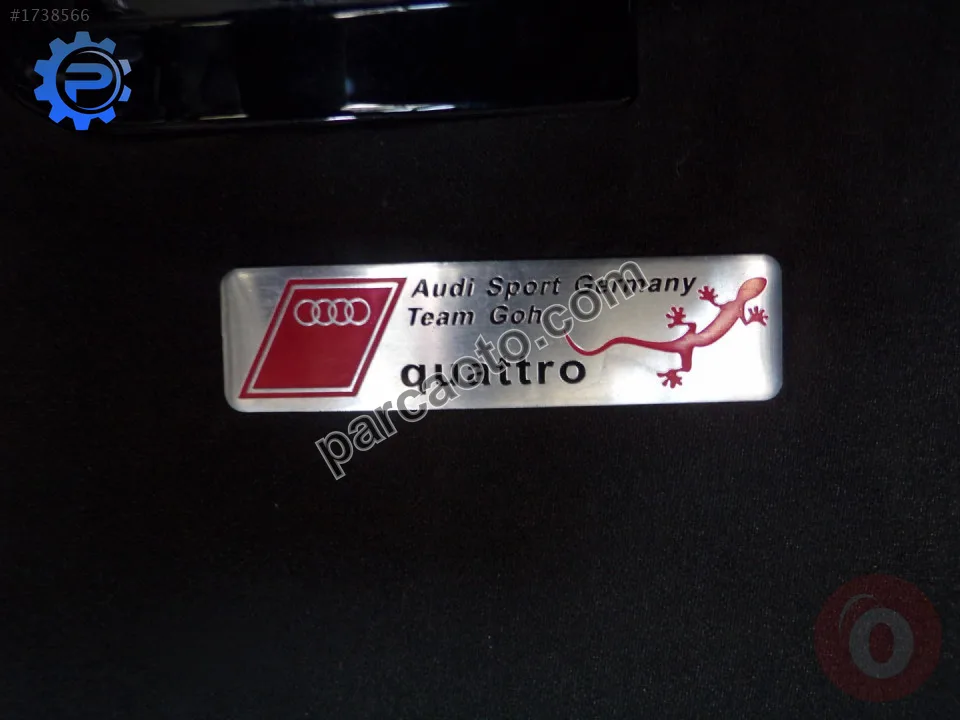 #1738566
P
Audi Sport Germany
Team Goh
quattro
parcaoto.com
O